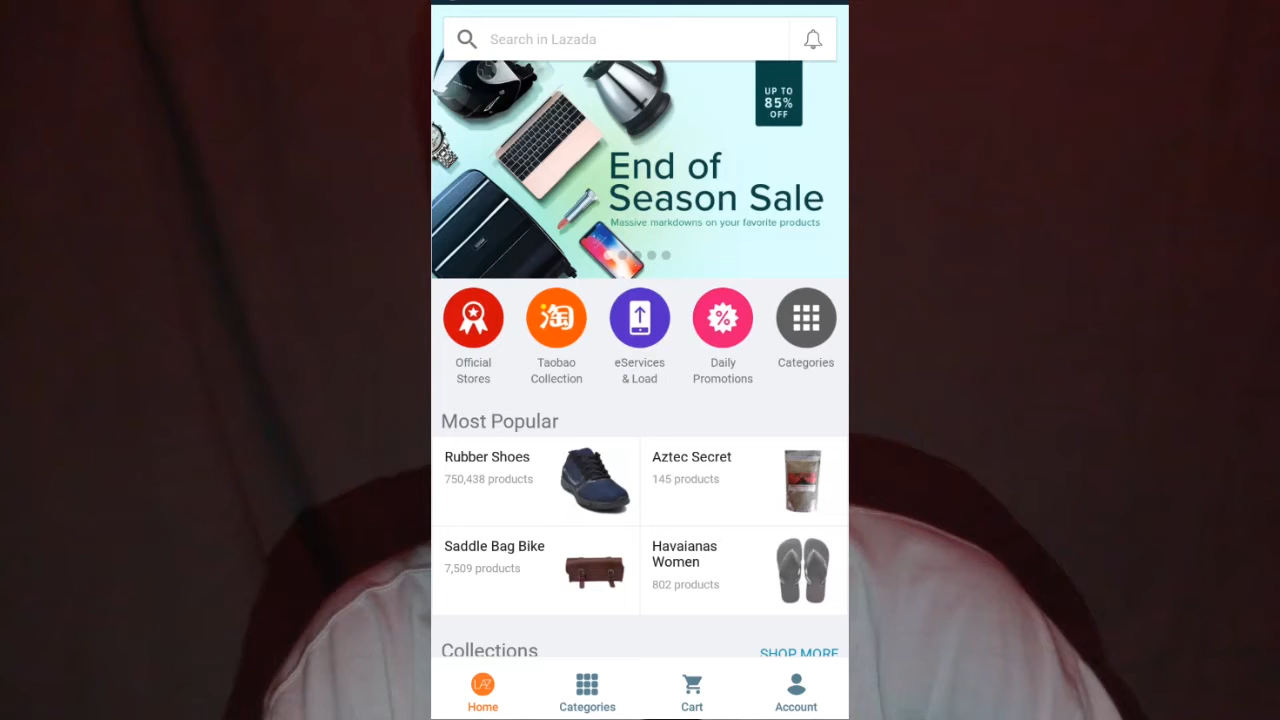 Search in Lazada
UP TO
85%
OFF
End of
Season Sale
Massive markdowns on your favorite products
淘
Official
Stores
Taobao
Collection
eServices
& Load
Daily
Promotions
Categories
Most Popular
Rubber Shoes
750,438 products
Aztec Secret
145 products
Saddle Bag Bike
7,509 products
Havaianas
Women
802 products
Collections
SHOP MORE
LAZ
Home
Categories
Cart
Account